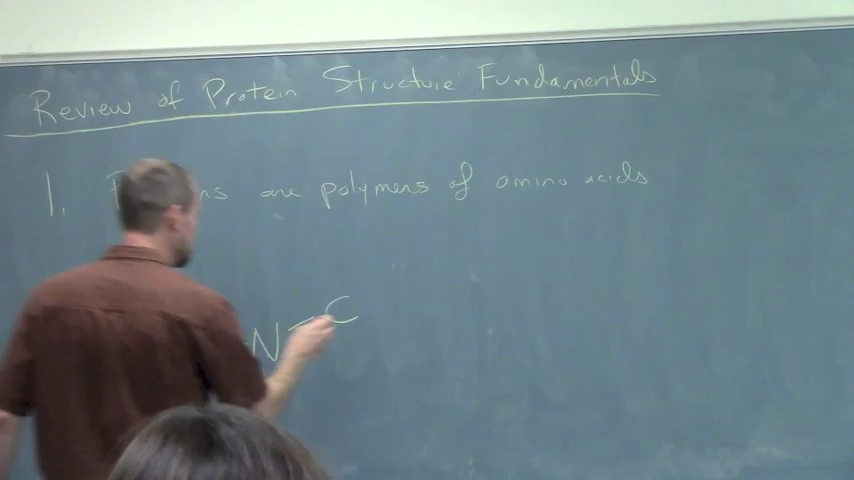 Review of Protein Structure Fundamentals
1. are polymers of amino acids
N-C